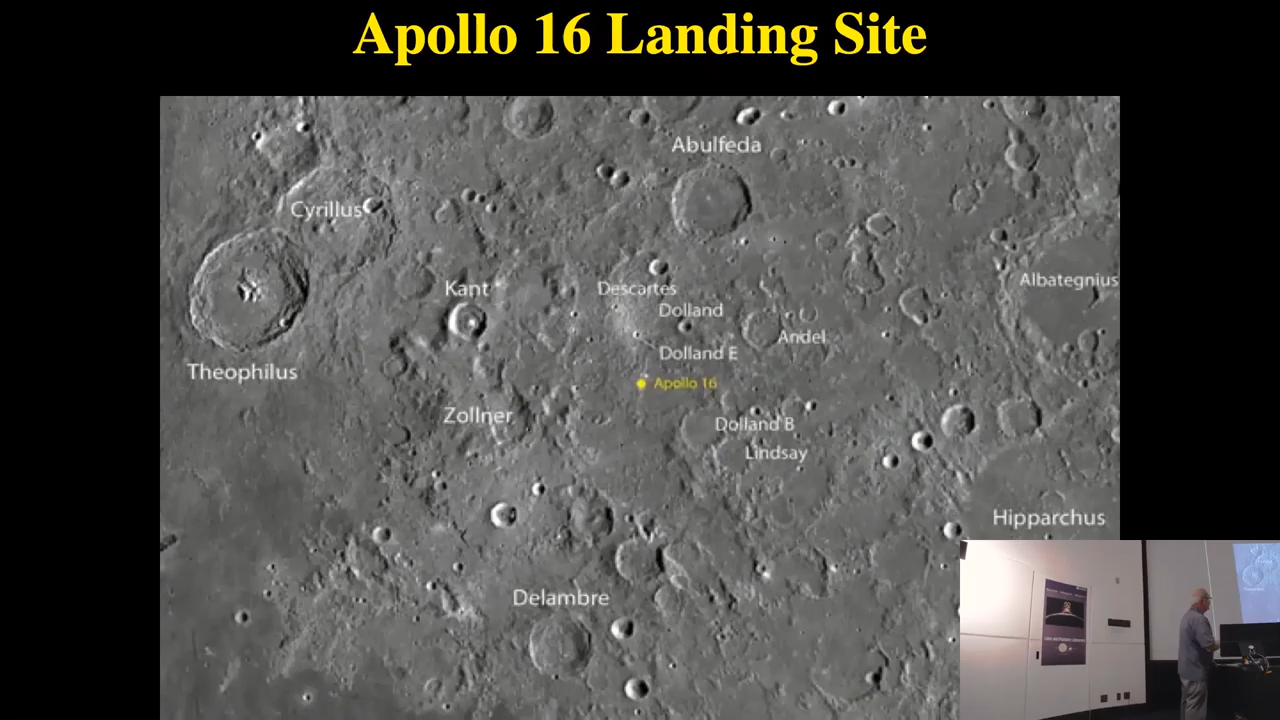 Apollo 16 Landing Site
Abulfeda
Cyrillus
Albategnius
Kant
Descartes
Dolland
Andel
Dolland E
Theophilus
Apollo 16
Zollner
Dolland B
Lindsay
Hipparchus
Delambre